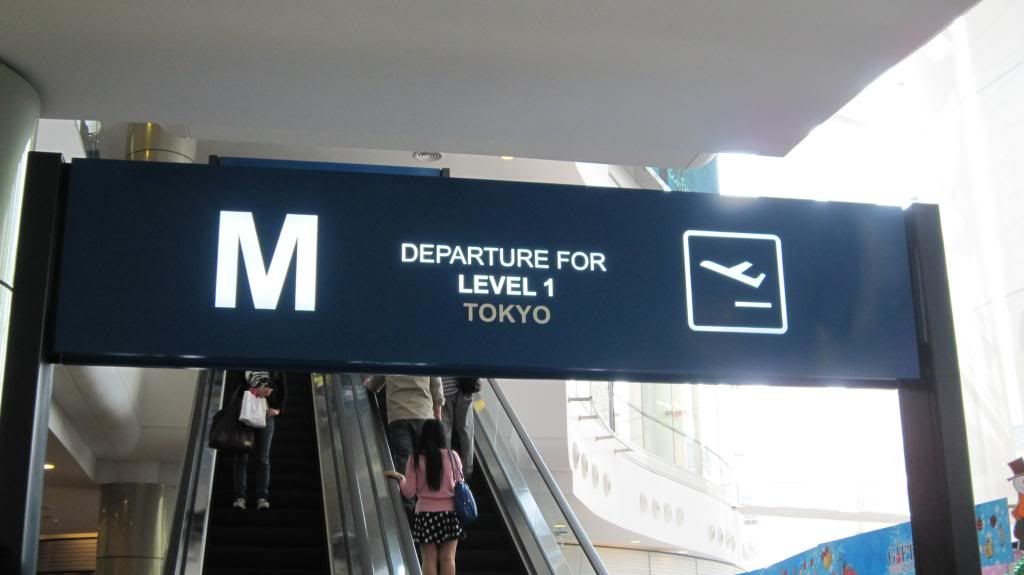 M
DEPARTURE FOR
LEVEL 1
TOKYO